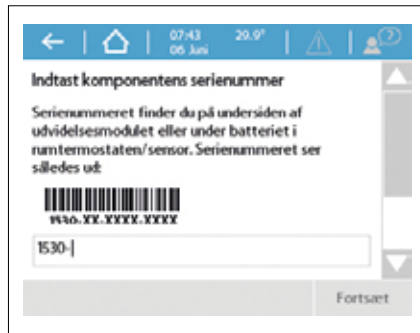 07:43 29.9°
06 Juni
Indtast komponentens serienummer
Serienummeret finder du på undersiden af
udvidelsesmodulet eller under batteriet i
rumtermostaten/sensor. Serienummeret ser
således ud:
1530-XX-XXXX-XXXX
1530-
Fortsæt